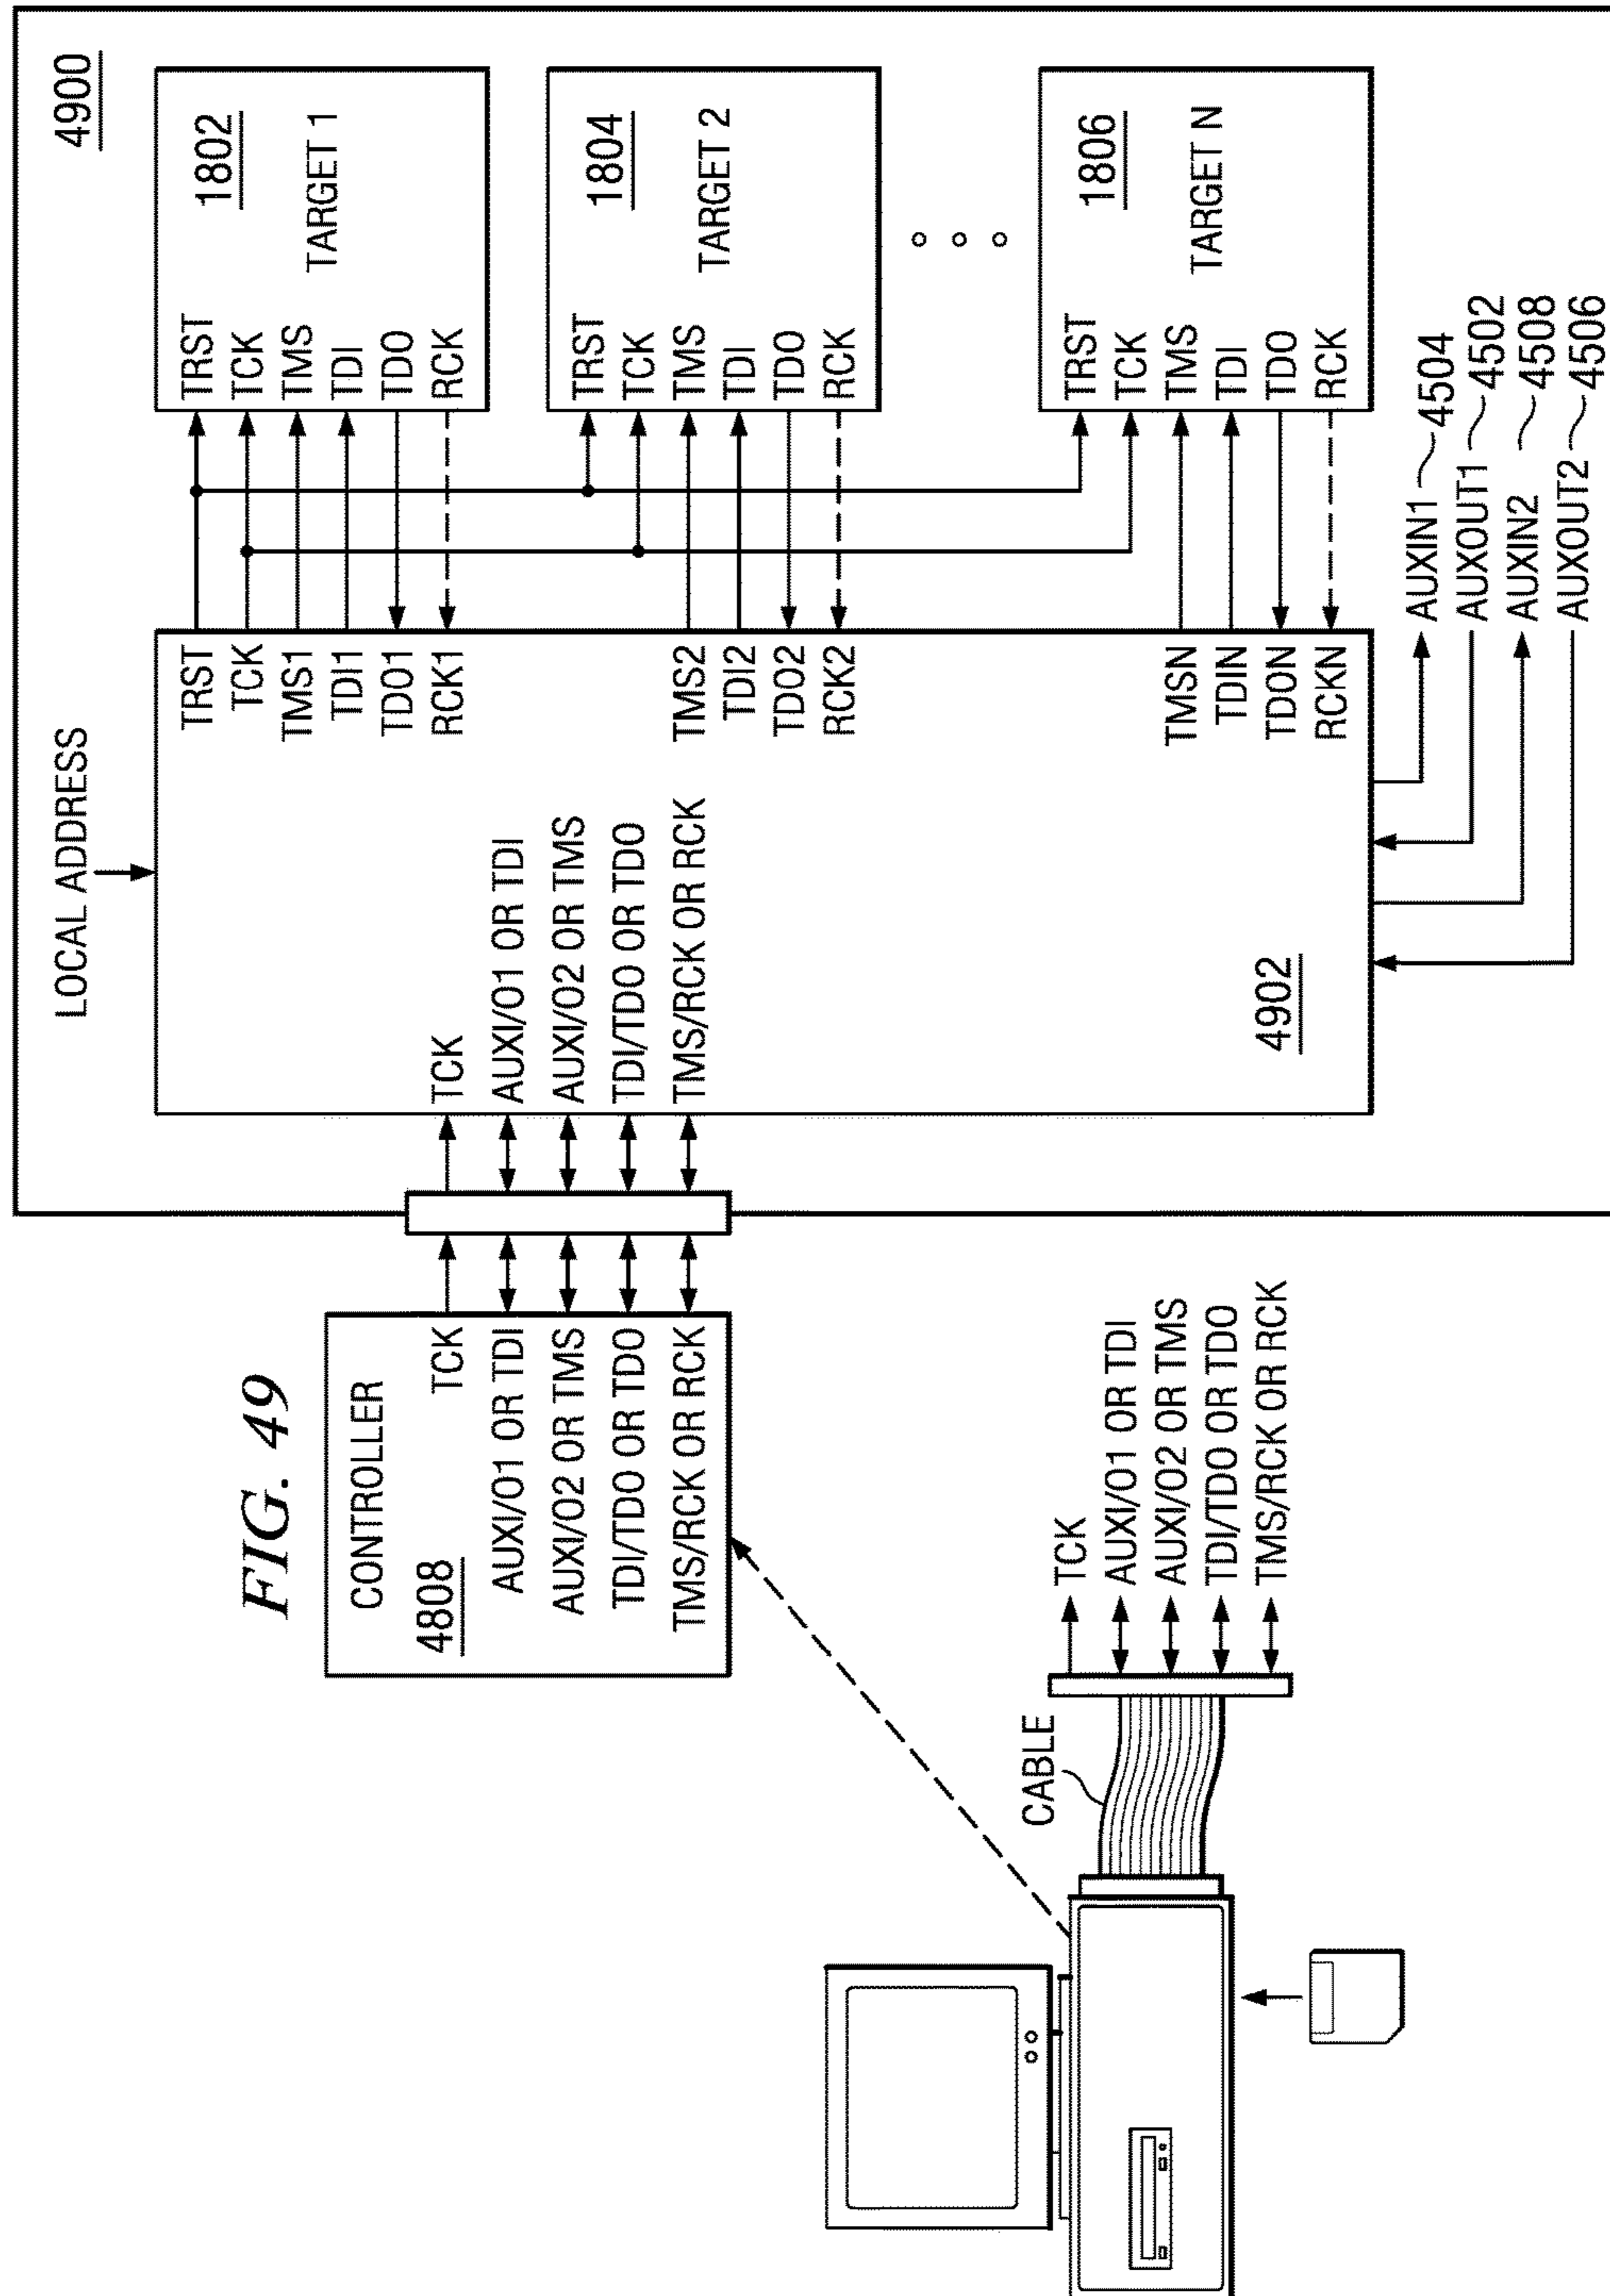 FIG. 49
4900
LOCAL ADDRESS
CONTROLLER
4808
TCK
AUXI/O1 OR TDI
AUXI/O2 OR TMS
TDI/TDO OR TDO
TMS/RCK OR RCK
TCK
AUXI/O1 OR TDI
AUXI/O2 OR TMS
TDI/TDO OR TDO
TMS/RCK OR RCK
4902
TRST
TCK
TMS1
TDI1
TDO1
RCK1
TMS2
TDI2
TDO2
RCK2
TMSN
TDIN
TDON
RCKN
TRST
TCK
TMS
TDI
TDO
RCK
1802
TARGET 1
TRST
TCK
TMS
TDI
TDO
RCK
1804
TARGET 2
TRST
TCK
TMS
TDI
TDO
RCK
1806
TARGET N
AUXIN1 4504
AUXOUT1 4502
AUXIN2 4508
AUXOUT2 4506
CABLE
TCK
AUXI/O1 OR TDI
AUXI/O2 OR TMS
TDI/TDO OR TDO
TMS/RCK OR RCK